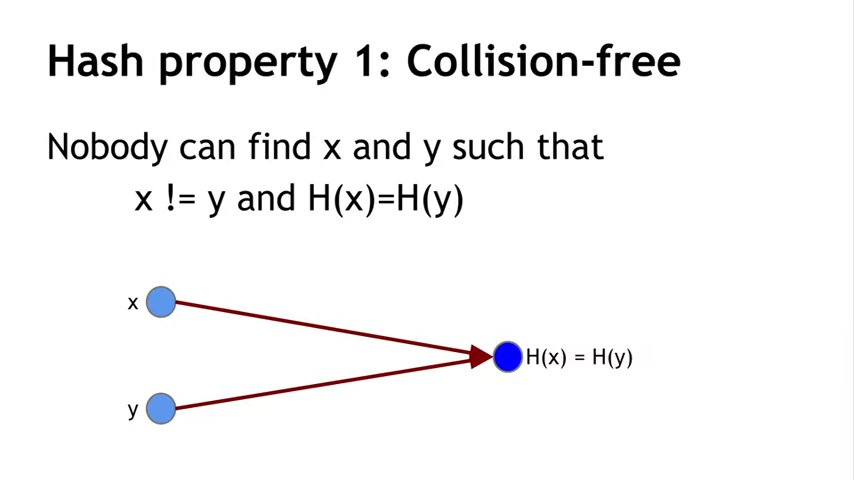 Hash property 1: Collision-free
Nobody can find x and y such that
x != y and H(x)=H(y)
x
H(x) = H(y)
y